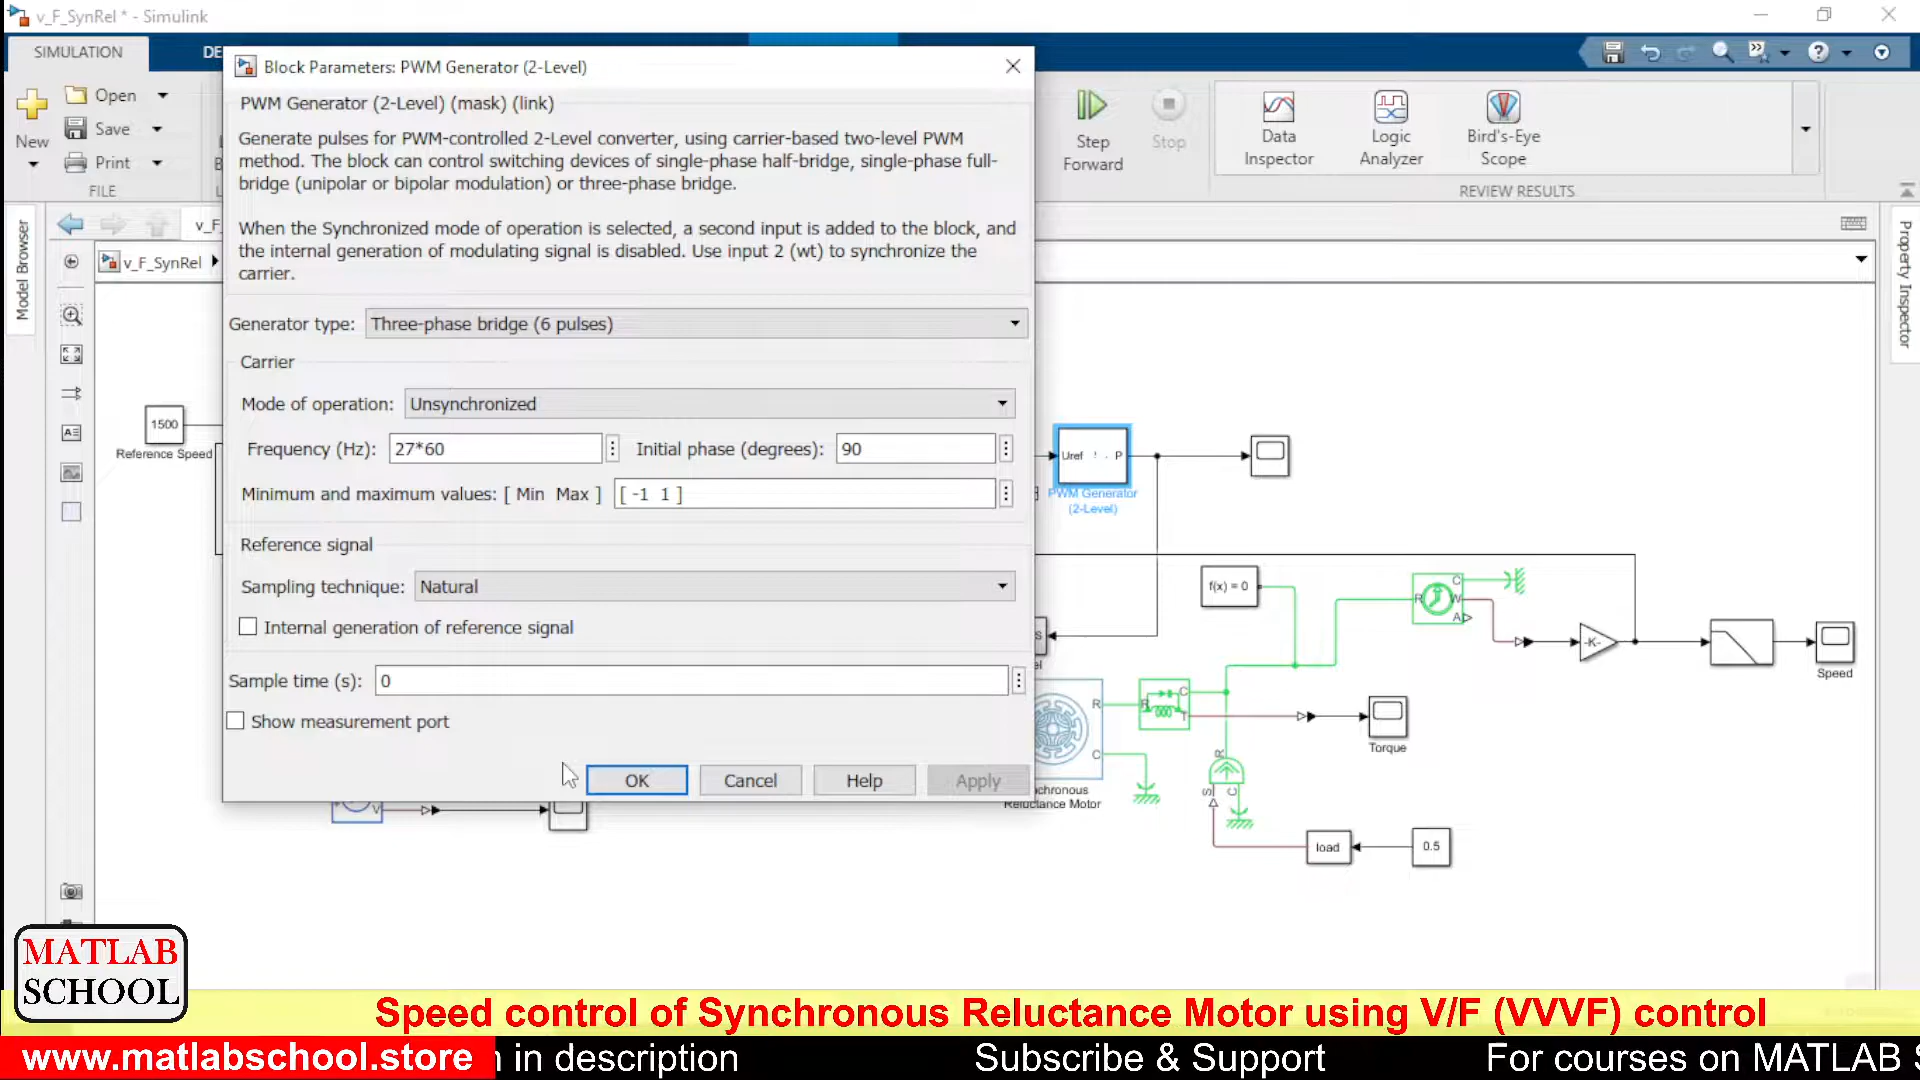 v_F_SynRel * - Simulink
SIMULATION
DE
Open
Save
Print
New
FILE
Step
Forward
Stop
Data
Inspector
Logic
Analyzer
Bird's-Eye
Scope
REVIEW RESULTS
Model Browser
Property Inspector
v_F_SynRel
Block Parameters: PWM Generator (2-Level)
PWM Generator (2-Level) (mask) (link)
Generate pulses for PWM-controlled 2-Level converter, using carrier-based two-level PWM
method. The block can control switching devices of single-phase half-bridge, single-phase full-
bridge (unipolar or bipolar modulation) or three-phase bridge.
When the Synchronized mode of operation is selected, a second input is added to the block, and
the internal generation of modulating signal is disabled. Use input 2 (wt) to synchronize the
carrier.
Generator type: Three-phase bridge (6 pulses)
Carrier
Mode of operation: Unsynchronized
Frequency (Hz): 27*60
Initial phase (degrees): 90
Minimum and maximum values: [ Min Max ] [ -1 1 ]
Reference signal
Sampling technique: Natural
Internal generation of reference signal
Sample time (s): 0
Show measurement port
OK
Cancel
Help
Apply
1500
Reference Speed
Uref
P
PWM Generator
(2-Level)
f(x) = 0
R
C
W
A
-K-
Speed
R
C
R
C
T
Torque
R
S
C
chronous
Reluctance Motor
load
0.5
V
MATLAB
SCHOOL
Speed control of Synchronous Reluctance Motor using V/F (VVVF) control
www.matlabschool.store
n in description
Subscribe & Support
For courses on MATLAB S